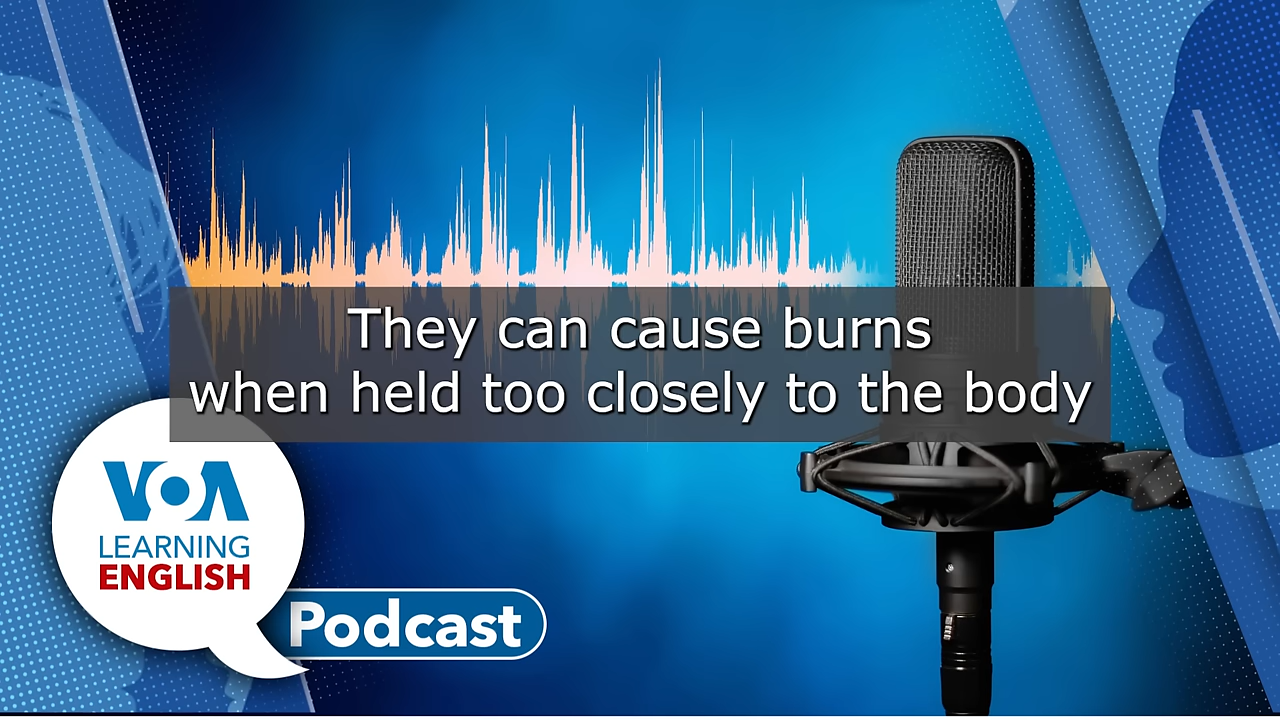 They can cause burns
when held too closely to the body
VOA
LEARNING
ENGLISH
Podcast